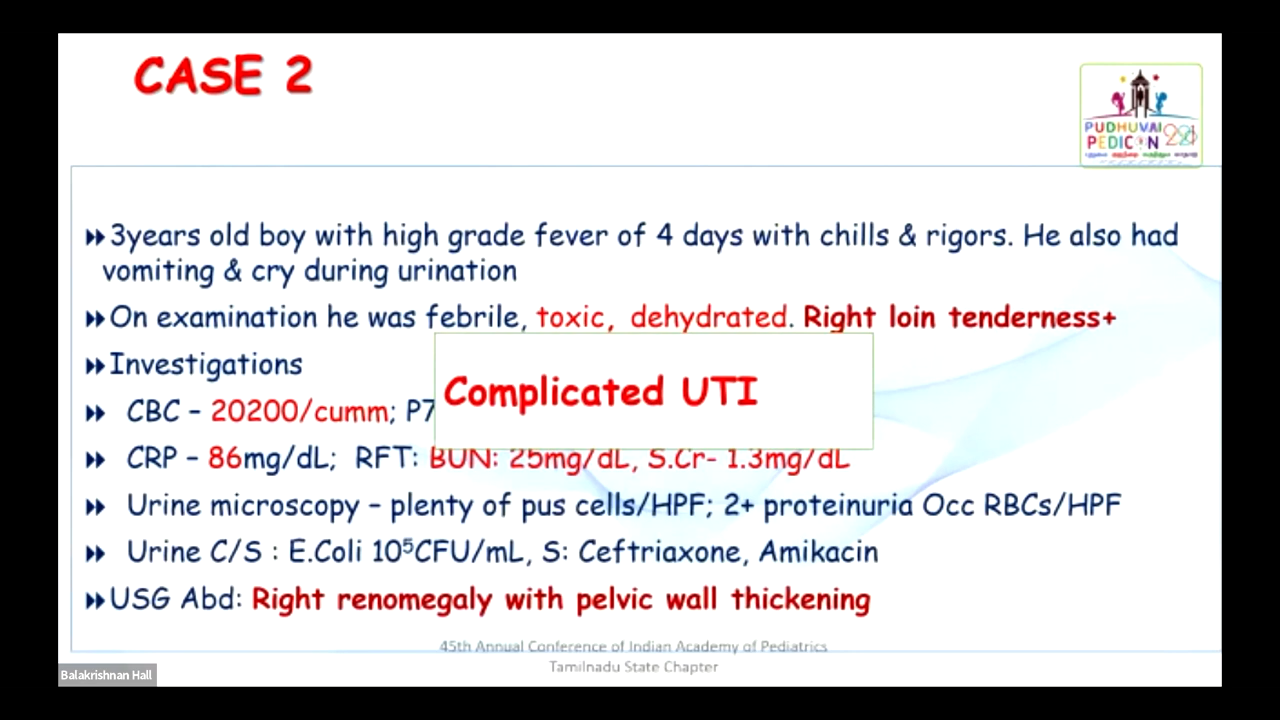 CASE 2
PUDHUVAI
PEDICON
3years old boy with high grade fever of 4 days with chills & rigors. He also had
vomiting & cry during urination
On examination he was febrile, toxic, dehydrated. Right loin tenderness+
Investigations
CBC – 20200/cumm; P7
Complicated UTI
CRP – 86mg/dL; RFT: BUN: 25mg/dL, S.Cr- 1.3mg/dL
Urine microscopy – plenty of pus cells/HPF; 2+ proteinuria Occ RBCs/HPF
Urine C/S : E.Coli 10⁵CFU/mL, S: Ceftriaxone, Amikacin
USG Abd: Right renomegaly with pelvic wall thickening
45th Annual Conference of Indian Academy of Pediatrics
Tamilnadu State Chapter
Balakrishnan Hall